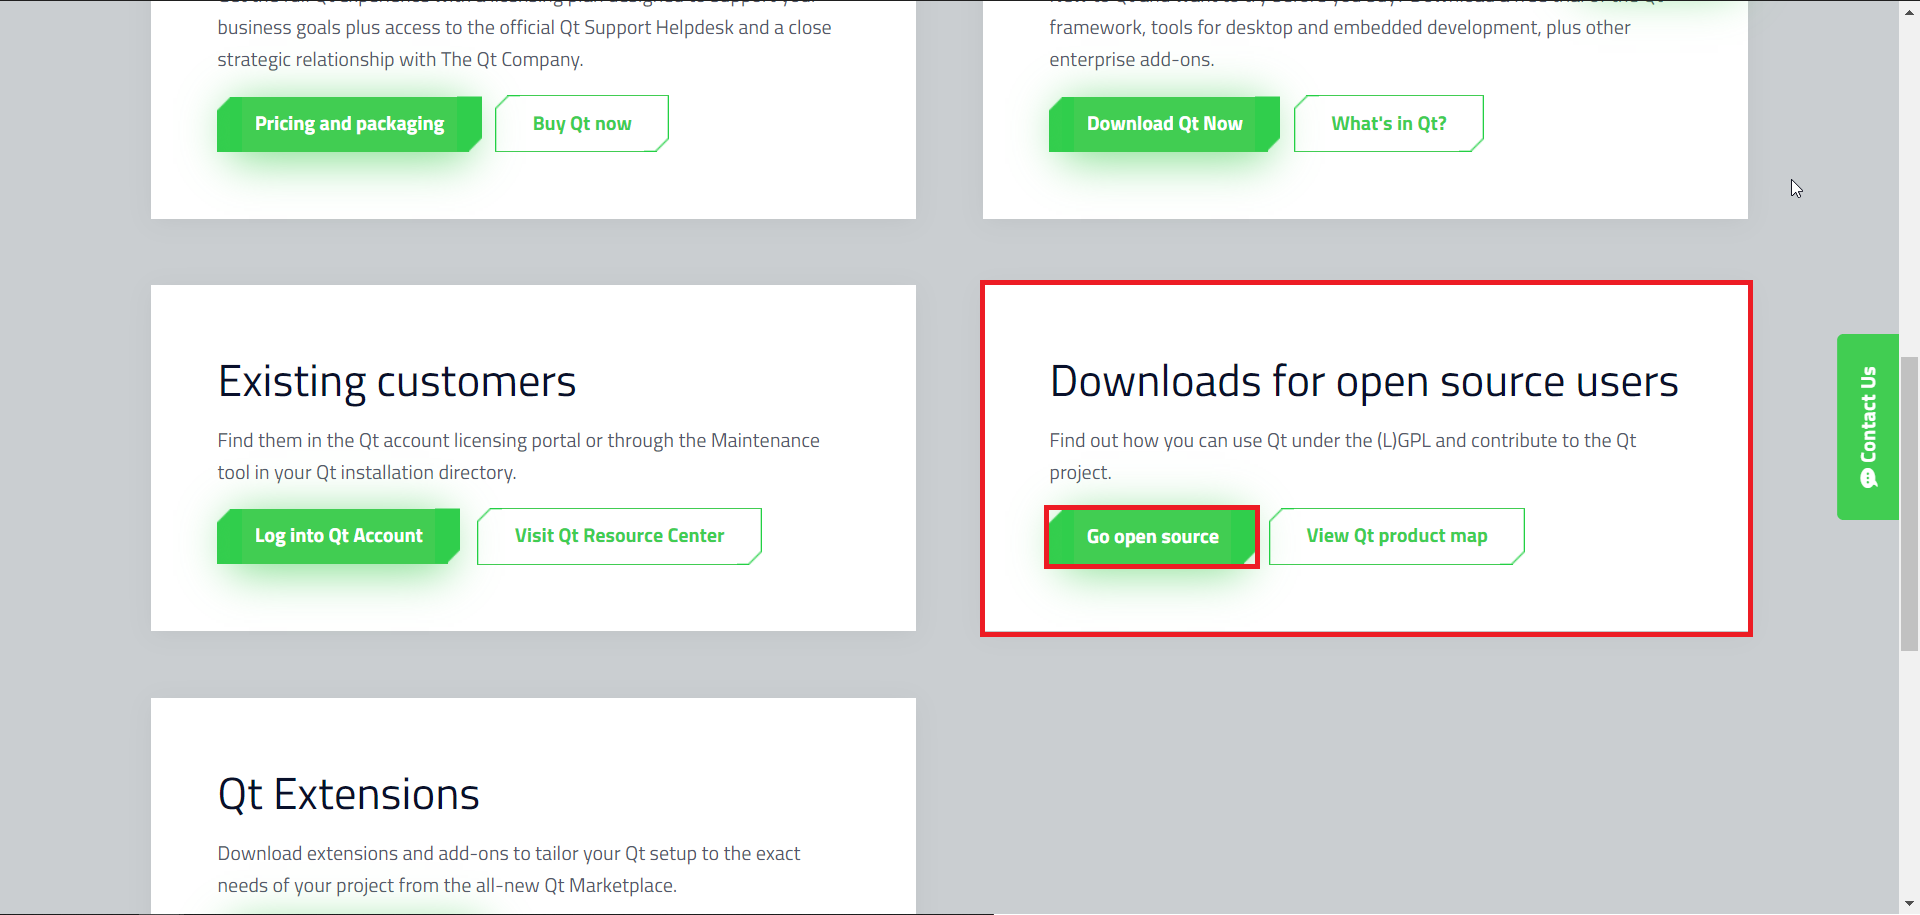 business goals plus access to the official Qt Support Helpdesk and a close
strategic relationship with The Qt Company.
Pricing and packaging
Buy Qt now
framework, tools for desktop and embedded development, plus other
enterprise add-ons.
Download Qt Now
What's in Qt?
Existing customers
Find them in the Qt account licensing portal or through the Maintenance
tool in your Qt installation directory.
Log into Qt Account
Visit Qt Resource Center
Downloads for open source users
Find out how you can use Qt under the (L)GPL and contribute to the Qt
project.
Go open source
View Qt product map
Contact Us
Qt Extensions
Download extensions and add-ons to tailor your Qt setup to the exact
needs of your project from the all-new Qt Marketplace.